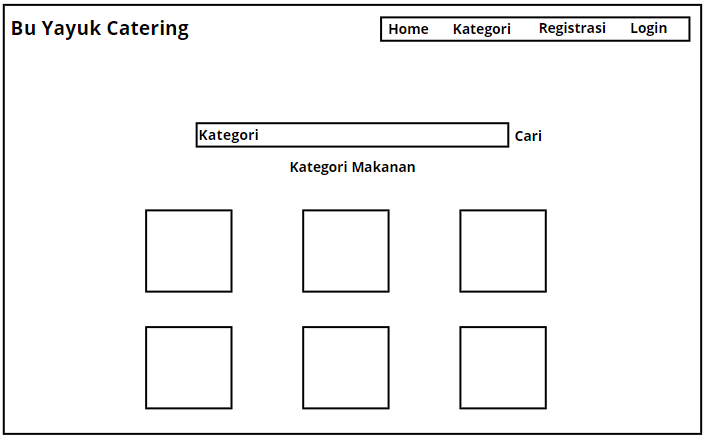 Bu Yayuk Catering
Home Kategori Registrasi Login
Kategori Cari
Kategori Makanan